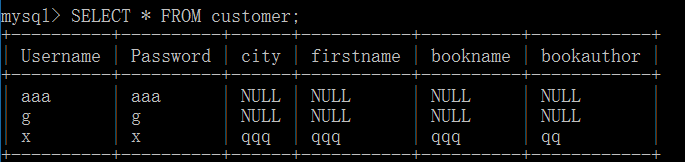 mysql> SELECT * FROM customer;
+----------+----------+------+-----------+----------+------------+
| Username | Password | city | firstname | bookname | bookauthor |
+----------+----------+------+-----------+----------+------------+
| aaa      | aaa      | NULL | NULL      | NULL     | NULL       |
| g        | g        | NULL | NULL      | NULL     | NULL       |
| x        | x        | qqq  | qqq       | qqq      | qq         |
+----------+----------+------+-----------+----------+------------+